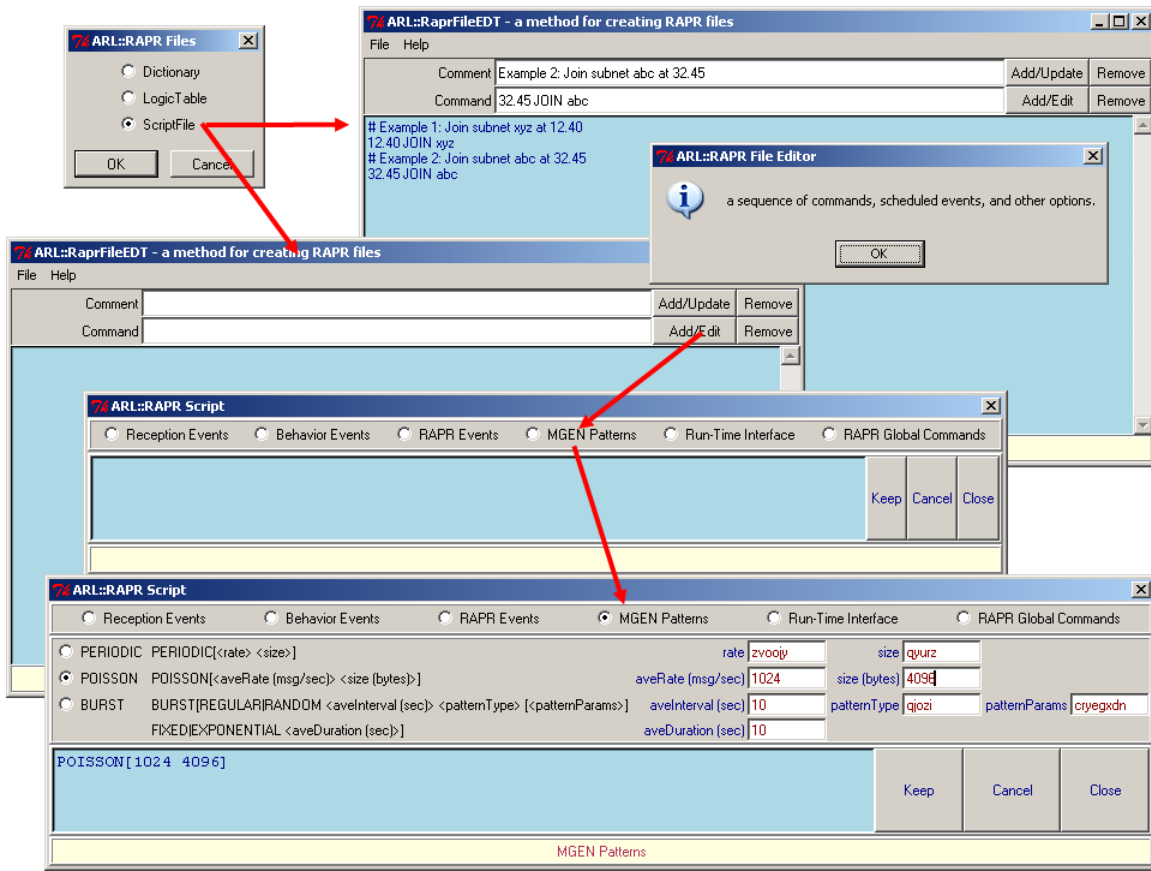 ARL::RAPR Files
Dictionary
LogicTable
ScriptFile
OK Cancel
ARL::RaprFileEDT - a method for creating RAPR files
File Help
Comment Example 2: Join subnet abc at 32.45 Add/Update Remove
Command 32.45 JOIN abc Add/Edit Remove
# Example 1: Join subnet xyz at 12.40
12.40 JOIN xyz
# Example 2: Join subnet abc at 32.45
32.45 JOIN abc
ARL::RAPR File Editor
a sequence of commands, scheduled events, and other options.
OK
ARL::RaprFileEDT - a method for creating RAPR files
File Help
Comment Add/Update Remove
Command Add/Edit Remove
ARL::RAPR Script
Reception Events Behavior Events RAPR Events MGEN Patterns Run-Time Interface RAPR Global Commands
Keep Cancel Close
ARL::RAPR Script
Reception Events Behavior Events RAPR Events MGEN Patterns Run-Time Interface RAPR Global Commands
PERIODIC PERIODIC[<rate> <size>] rate zvoojy size qyurz
POISSON POISSON[<aveRate (msg/sec)> <size (bytes)>] aveRate (msg/sec) 1024 size (bytes) 4096
BURST BURST[REGULAR|RANDOM <aveInterval (sec)> <patternType> [<patternParams>] aveInterval (sec) 10 patternType qjozi patternParams cryegxdn
FIXED|EXPONENTIAL <aveDuration (sec)>] aveDuration (sec) 10
POISSON[1024 4096]
Keep Cancel Close
MGEN Patterns